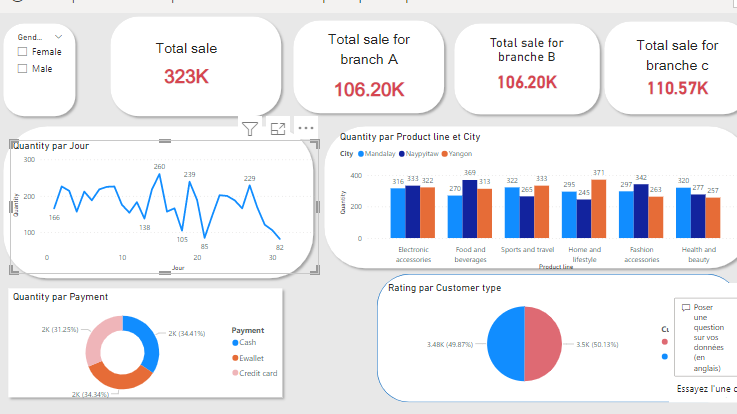 Gend...
Female
Male
Total sale
323K
Total sale for
branch A
106.20K
Total sale for
branche B
106.20K
Total sale for
branche c
110.57K
Quantity par Jour
Quantity
300
200
100
166
138
260
105
239
85
229
82
0
10
20
30
Jour
Quantity par Product line et City
City
Mandalay
Naypyitaw
Yangon
Quantity
400
200
0
316 333 322
270 369 313
322 265 333
295 245 371
297 342 263
320 277 257
Electronic
accessories
Food and
beverages
Sports and travel
Home and
lifestyle
Fashion
accessories
Health and
beauty
Product line
Quantity par Payment
2K (31.25%)
2K (34.41%)
2K (34.34%)
Payment
Cash
Ewallet
Credit card
Rating par Customer type
3.48K (49.87%)
3.5K (50.13%)
Cu
Poser
une
question
sur vos
données
(en
anglais)
Essayez l'une d